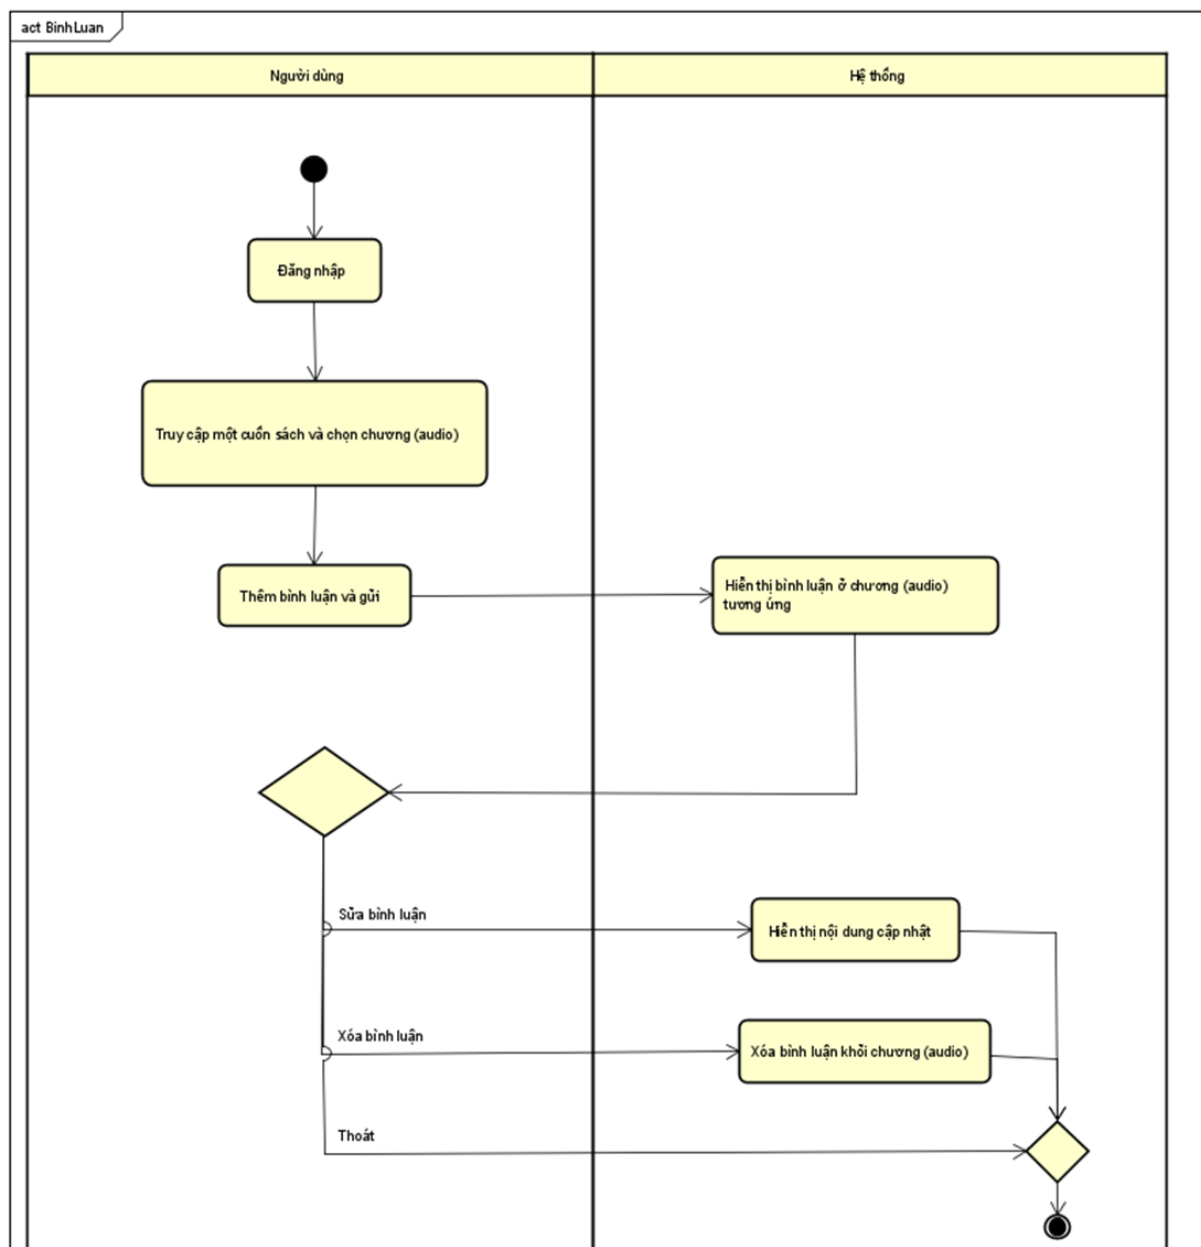 act BinhLuan
Người dùng
Hệ thống
Đăng nhập
Truy cập một cuốn sách và chọn chương (audio)
Thêm bình luận và gửi
Hiển thị bình luận ở chương (audio)
tương ứng
Sửa bình luận
Hiển thị nội dung cập nhật
Xóa bình luận
Xóa bình luận khỏi chương (audio)
Thoát